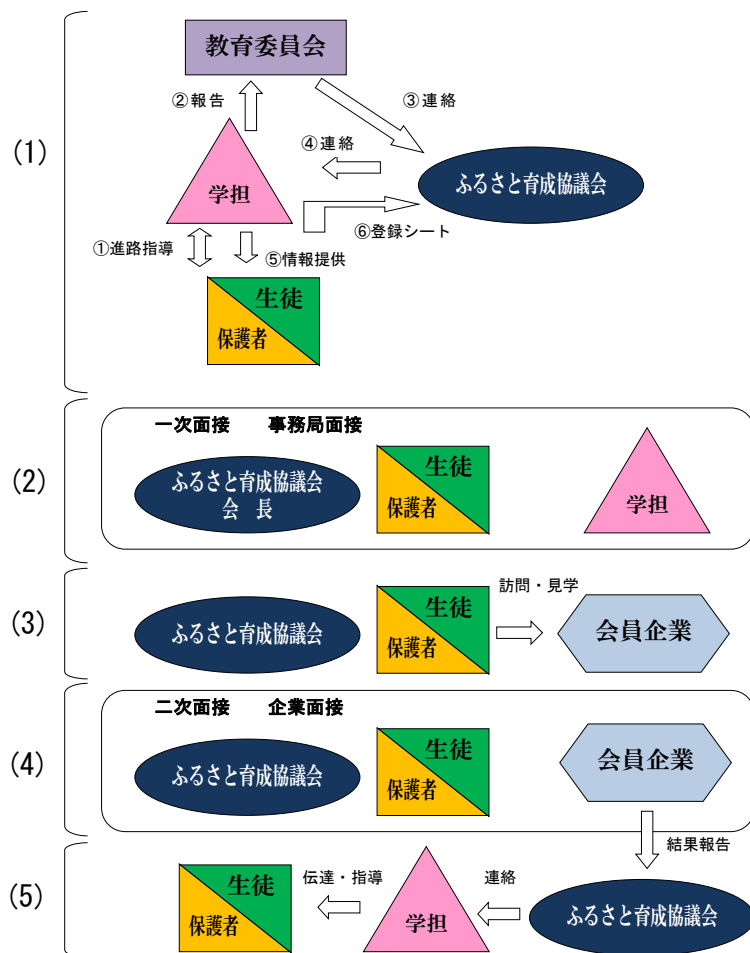 教育委員会
②報告
③連絡
(1)
④連絡
学担
ふるさと育成協議会
①進路指導
⑤情報提供
⑥登録シート
生徒
保護者
一次面接 事務局面接
(2)
ふるさと育成協議会
会 長
生徒
保護者
学担
(3)
ふるさと育成協議会
生徒
保護者
訪問・見学
会員企業
二次面接 企業面接
(4)
ふるさと育成協議会
生徒
保護者
会員企業
結果報告
(5)
生徒
保護者
伝達・指導
学担
連絡
ふるさと育成協議会